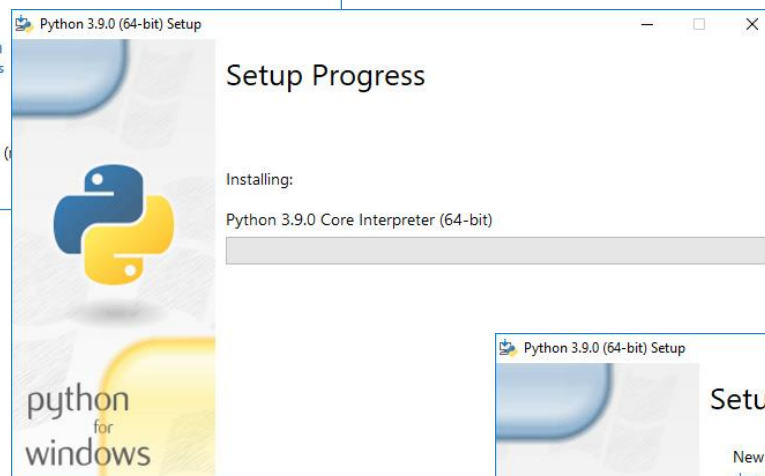 Python 3.9.0 (64-bit) Setup
Setup Progress
Installing:
Python 3.9.0 Core Interpreter (64-bit)
python
for
windows
Python 3.9.0 (64-bit) Setup
Setu
New